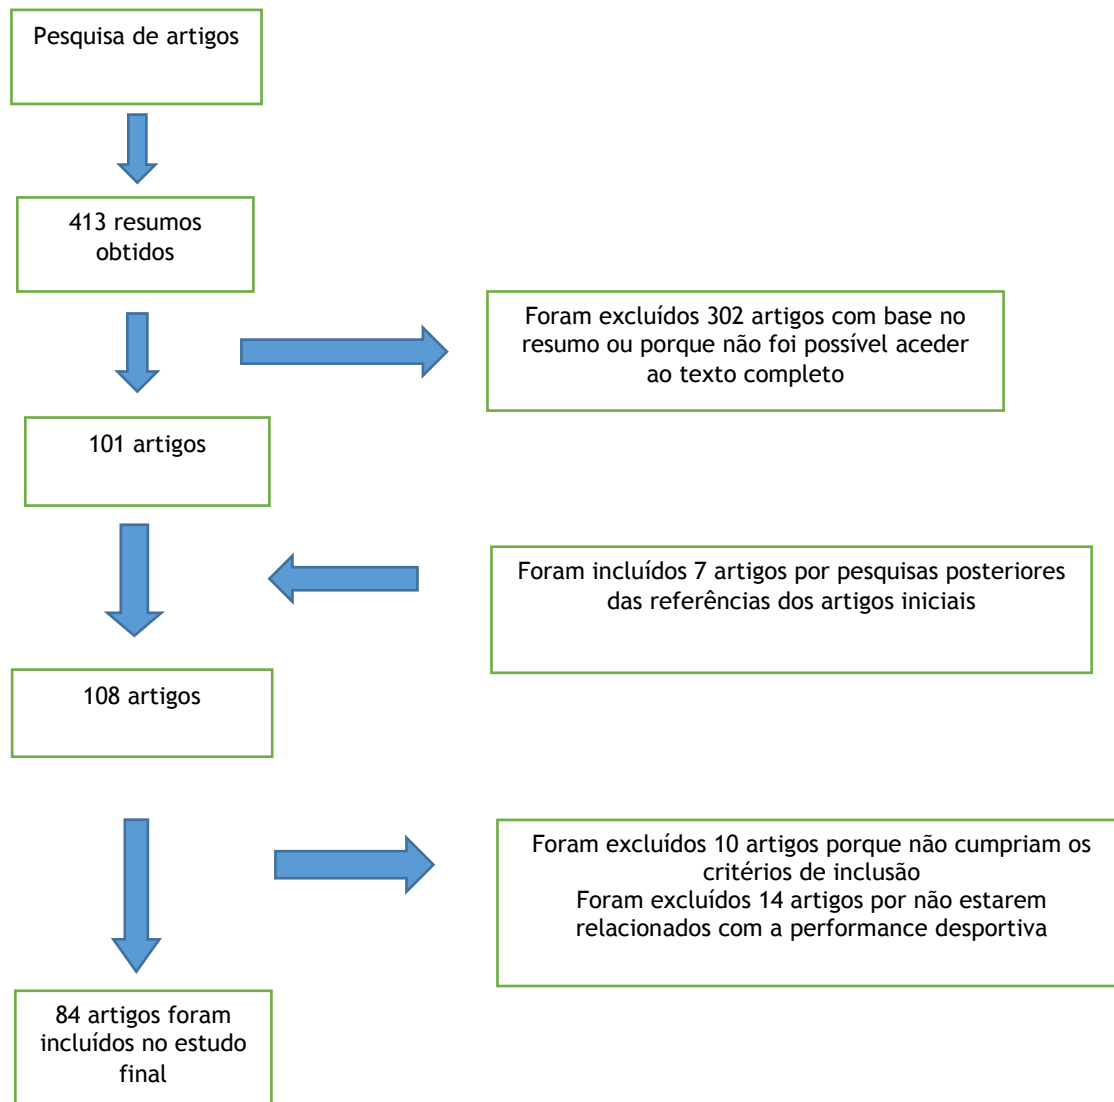 Pesquisa de artigos
413 resumos
obtidos
Foram excluídos 302 artigos com base no
resumo ou porque não foi possível aceder
ao texto completo
101 artigos
Foram incluídos 7 artigos por pesquisas posteriores
das referências dos artigos iniciais
108 artigos
Foram excluídos 10 artigos porque não cumpriam os
critérios de inclusão
Foram excluídos 14 artigos por não estarem
relacionados com a performance desportiva
84 artigos foram
incluídos no estudo
final